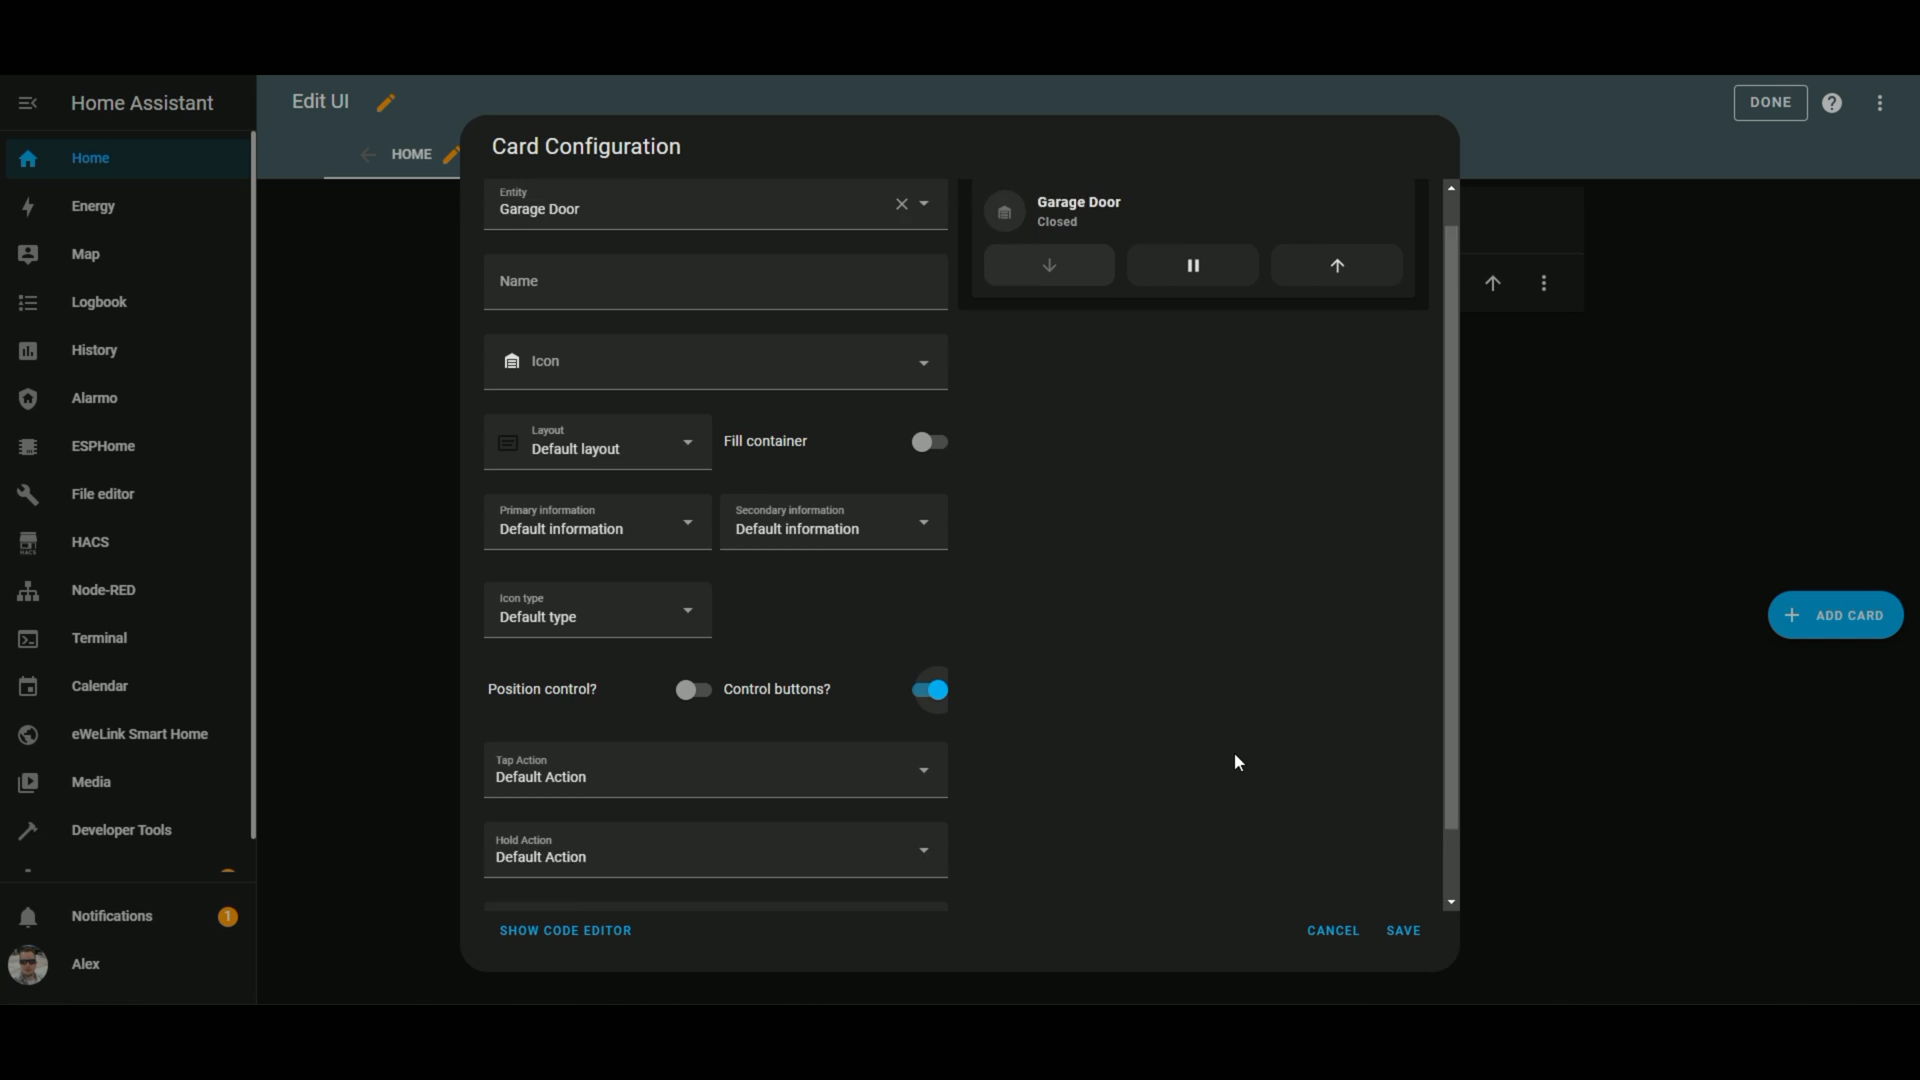 Home Assistant
Edit UI
DONE
HOME
Home
Energy
Map
Logbook
History
Alarmo
ESPHome
File editor
HACS
HACS
Node-RED
Terminal
Calendar
eWeLink Smart Home
Media
Developer Tools
Notifications
1
Alex
Card Configuration
Entity
Garage Door
Name
Icon
Layout
Default layout
Fill container
Primary information
Default information
Secondary information
Default information
Icon type
Default type
Position control?
Control buttons?
Tap Action
Default Action
Hold Action
Default Action
SHOW CODE EDITOR
CANCEL
SAVE
Garage Door
Closed
ADD CARD